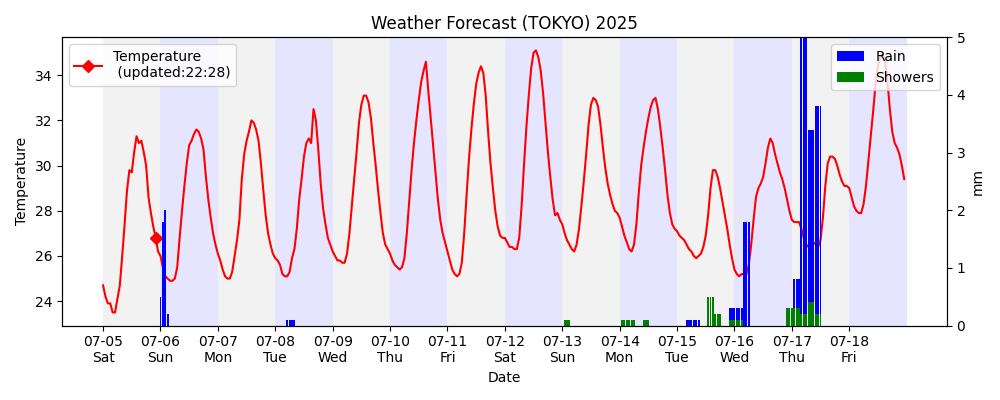 Weather Forecast (TOKYO) 2025
Temperature
(updated:22:28)
Rain
Showers
Temperature
34
32
30
28
26
24
5
4
3
2
1
0
mm
07-05 07-06 07-07 07-08 07-09 07-10 07-11 07-12 07-13 07-14 07-15 07-16 07-17 07-18
Sat Sun Mon Tue Wed Thu Fri Sat Sun Mon Tue Wed Thu Fri
Date